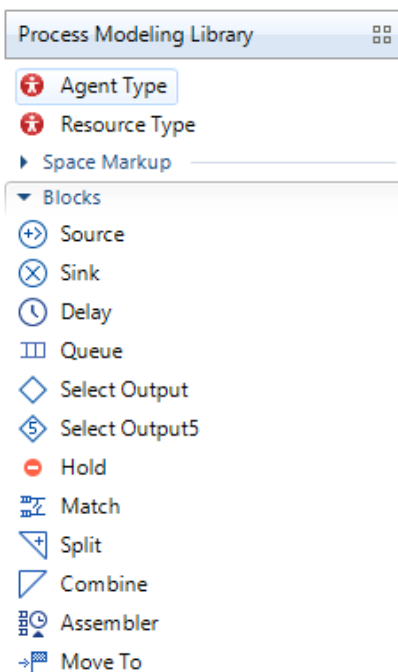 Process Modeling Library
Agent Type
Resource Type
Space Markup
Blocks
Source
Sink
Delay
Queue
Select Output
5 Select Output5
Hold
Match
Split
Combine
Assembler
Move To